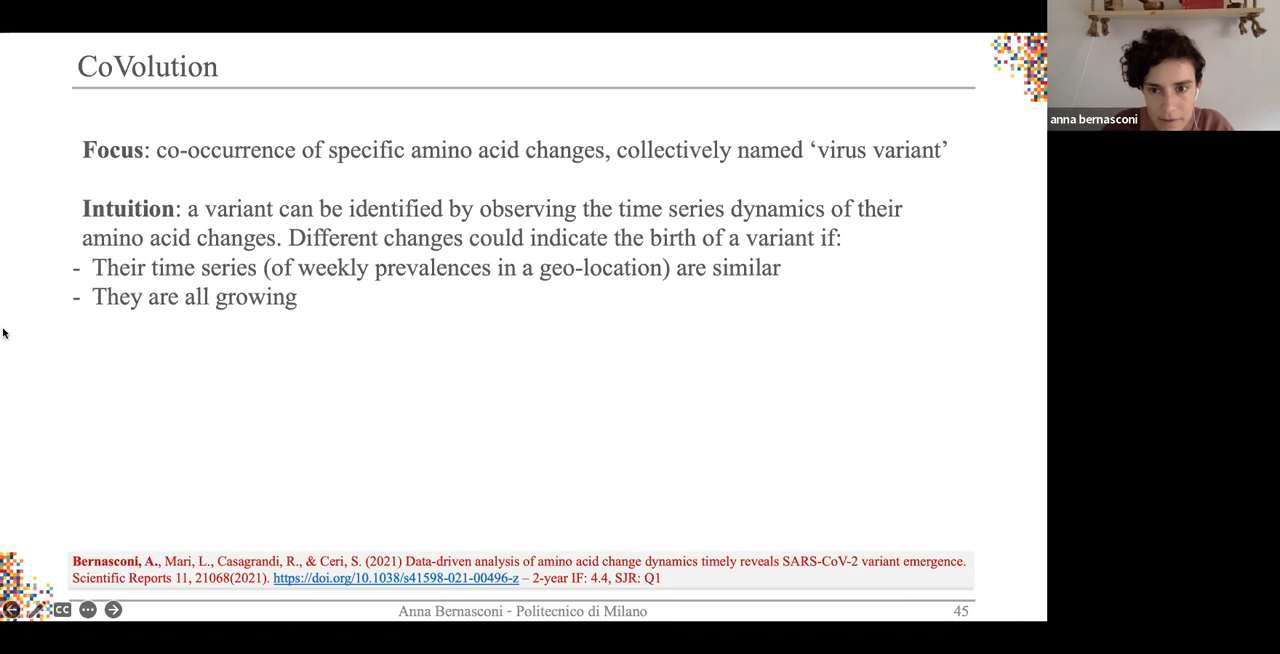 CoVolution
anna bernasconi
Focus: co-occurrence of specific amino acid changes, collectively named ‘virus variant’
Intuition: a variant can be identified by observing the time series dynamics of their
amino acid changes. Different changes could indicate the birth of a variant if:
- Their time series (of weekly prevalences in a geo-location) are similar
- They are all growing
Bernasconi, A., Mari, L., Casagrandi, R., & Ceri, S. (2021) Data-driven analysis of amino acid change dynamics timely reveals SARS-CoV-2 variant emergence.
Scientific Reports 11, 21068(2021). https://doi.org/10.1038/s41598-021-00496-z – 2-year IF: 4.4, SJR: Q1
CC
Anna Bernasconi - Politecnico di Milano
45